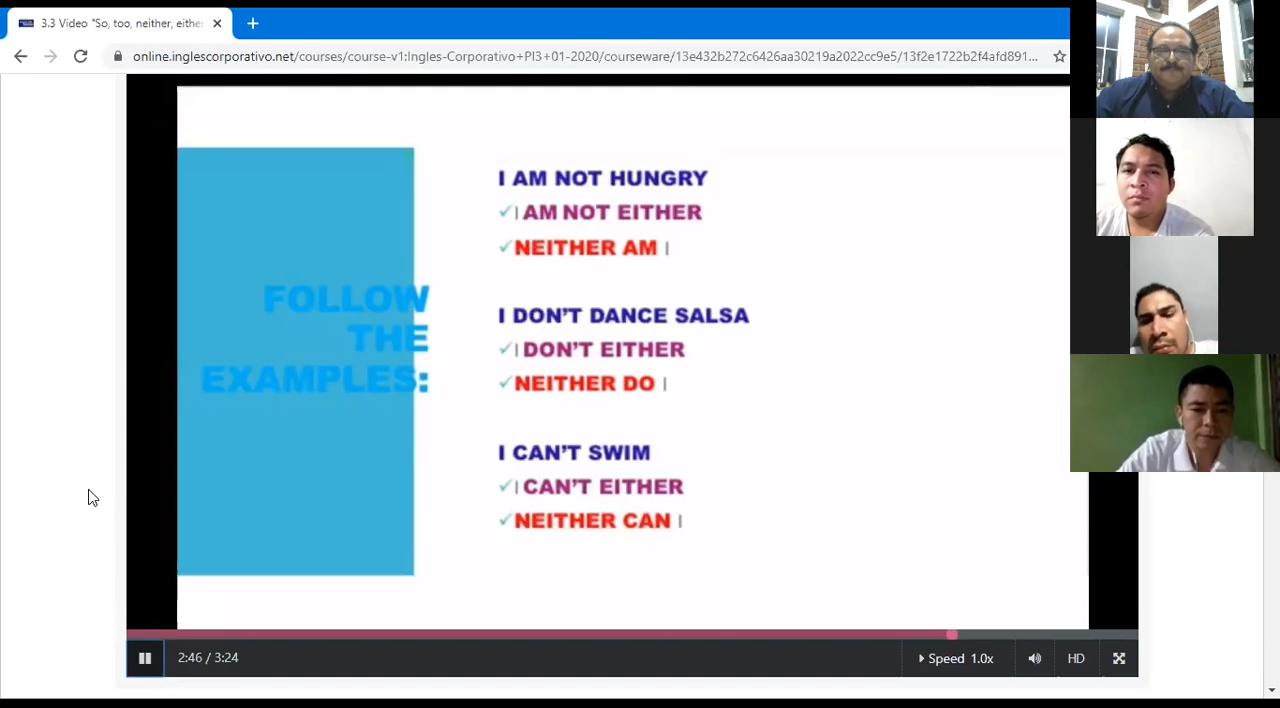 3.3 Video "So, too, neither, eithe
online.inglescorporativo.net/courses/course-v1:Ingles-Corporativo+PI3+01-2020/courseware/13e432b272c6426aa30219a2022cc9e5/13f2e1722b2f4afd891...
FOLLOW
THE
EXAMPLES:
I AM NOT HUNGRY
✓I AM NOT EITHER
✓NEITHER AM I
I DON'T DANCE SALSA
✓I DON'T EITHER
✓NEITHER DO I
I CAN'T SWIM
✓I CAN'T EITHER
✓NEITHER CAN I
2:46 / 3:24
Speed 1.0x
HD